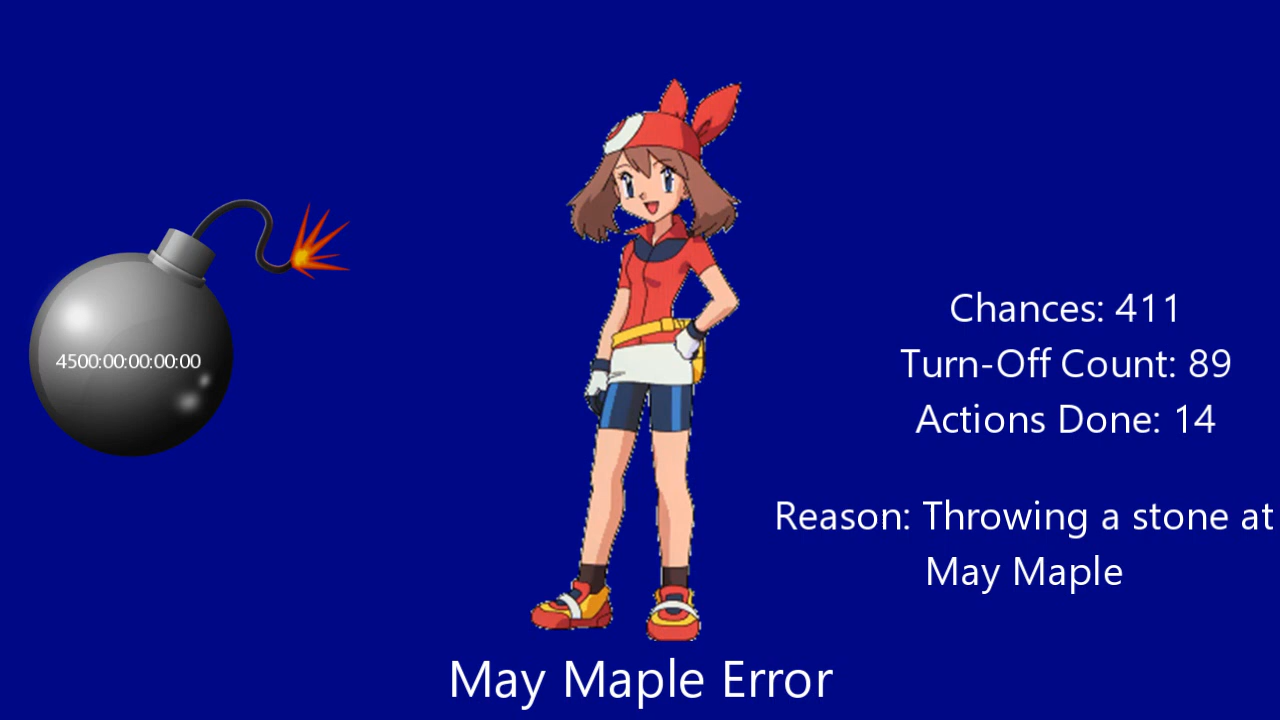 4500:00:00:00:00
Chances: 411
Turn-Off Count: 89
Actions Done: 14
Reason: Throwing a stone at
May Maple
May Maple Error